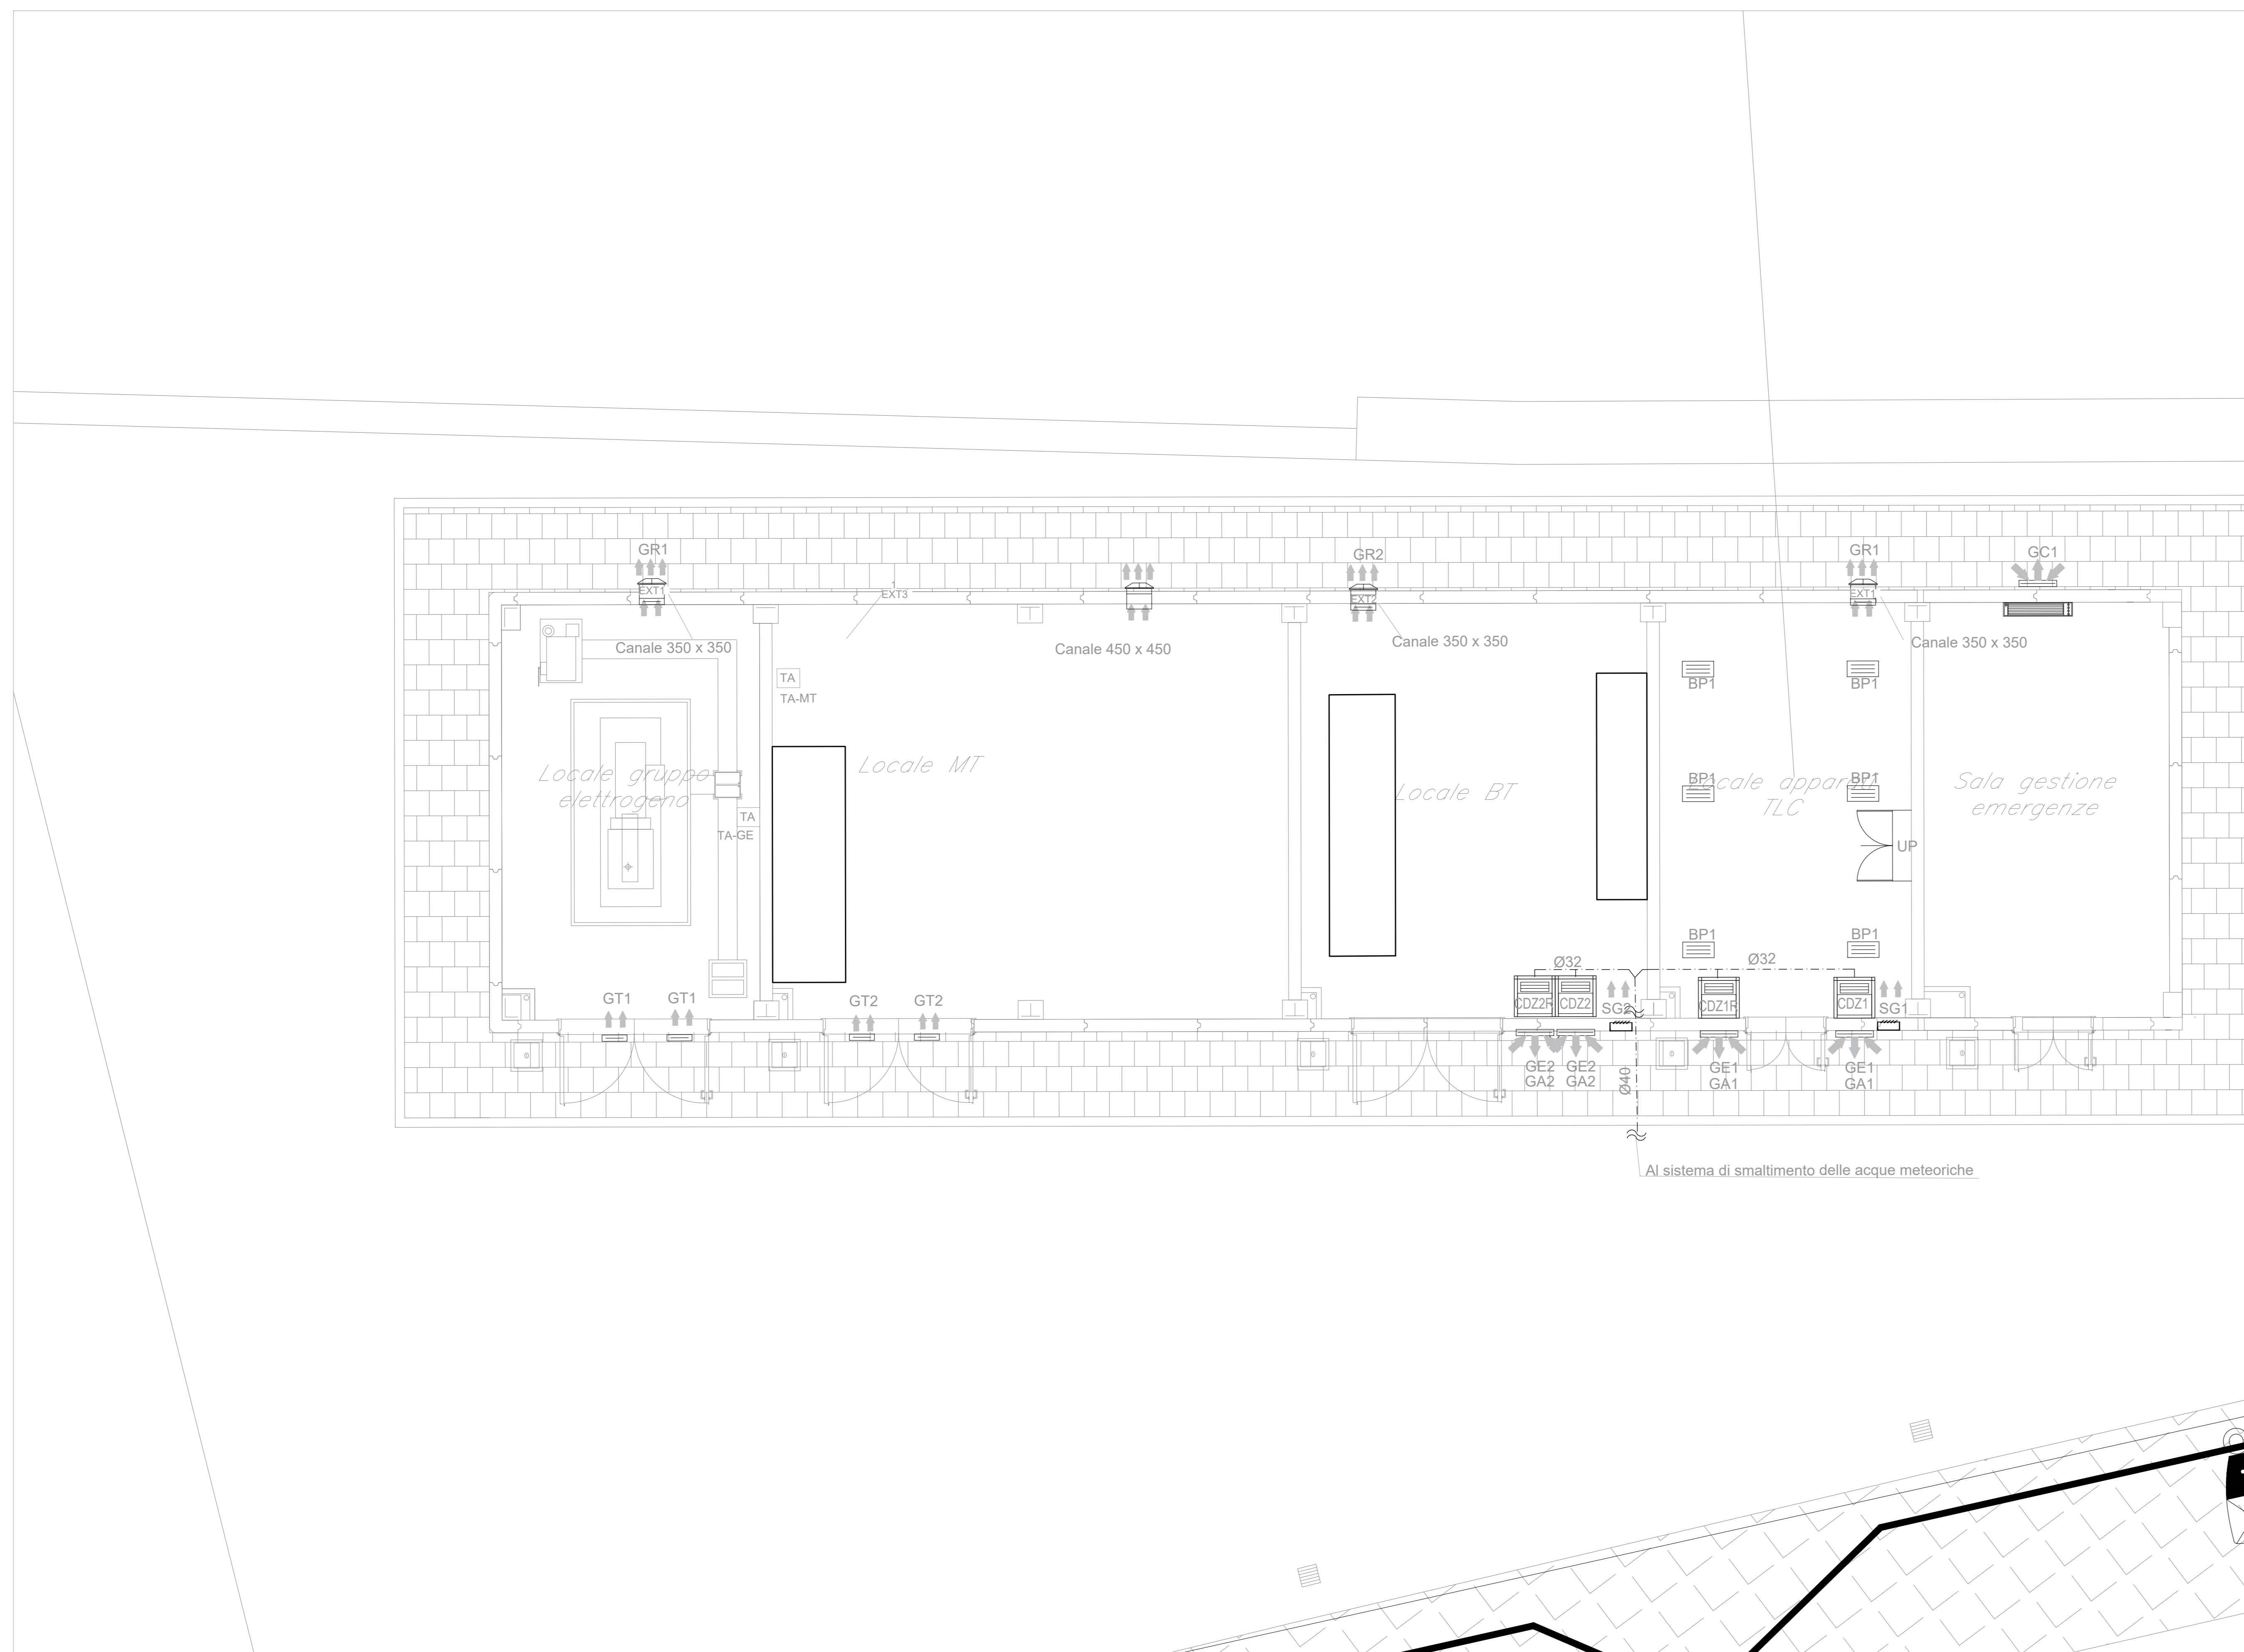 GR1
GR2
GR1
GC1
EXT1
1
EXT3
EXT2
EXT1
Canale 350 x 350
Canale 450 x 450
Canale 350 x 350
Canale 350 x 350
TA
TA-MT
BP1
BP1
Locale gruppo
elettrogeno
Locale MT
Locale BT
BP1
BP1
Locale apparati
TLC
Sala gestione
emergenze
TA
TA-GE
UP
BP1
BP1
Ø32
Ø32
GT1
GT1
GT2
GT2
CDZ2R
CDZ2
SG2
CDZ1R
CDZ1
SG1
GE2
GA2
GE2
GA2
Ø40
GE1
GA1
GE1
GA1
Al sistema di smaltimento delle acque meteoriche